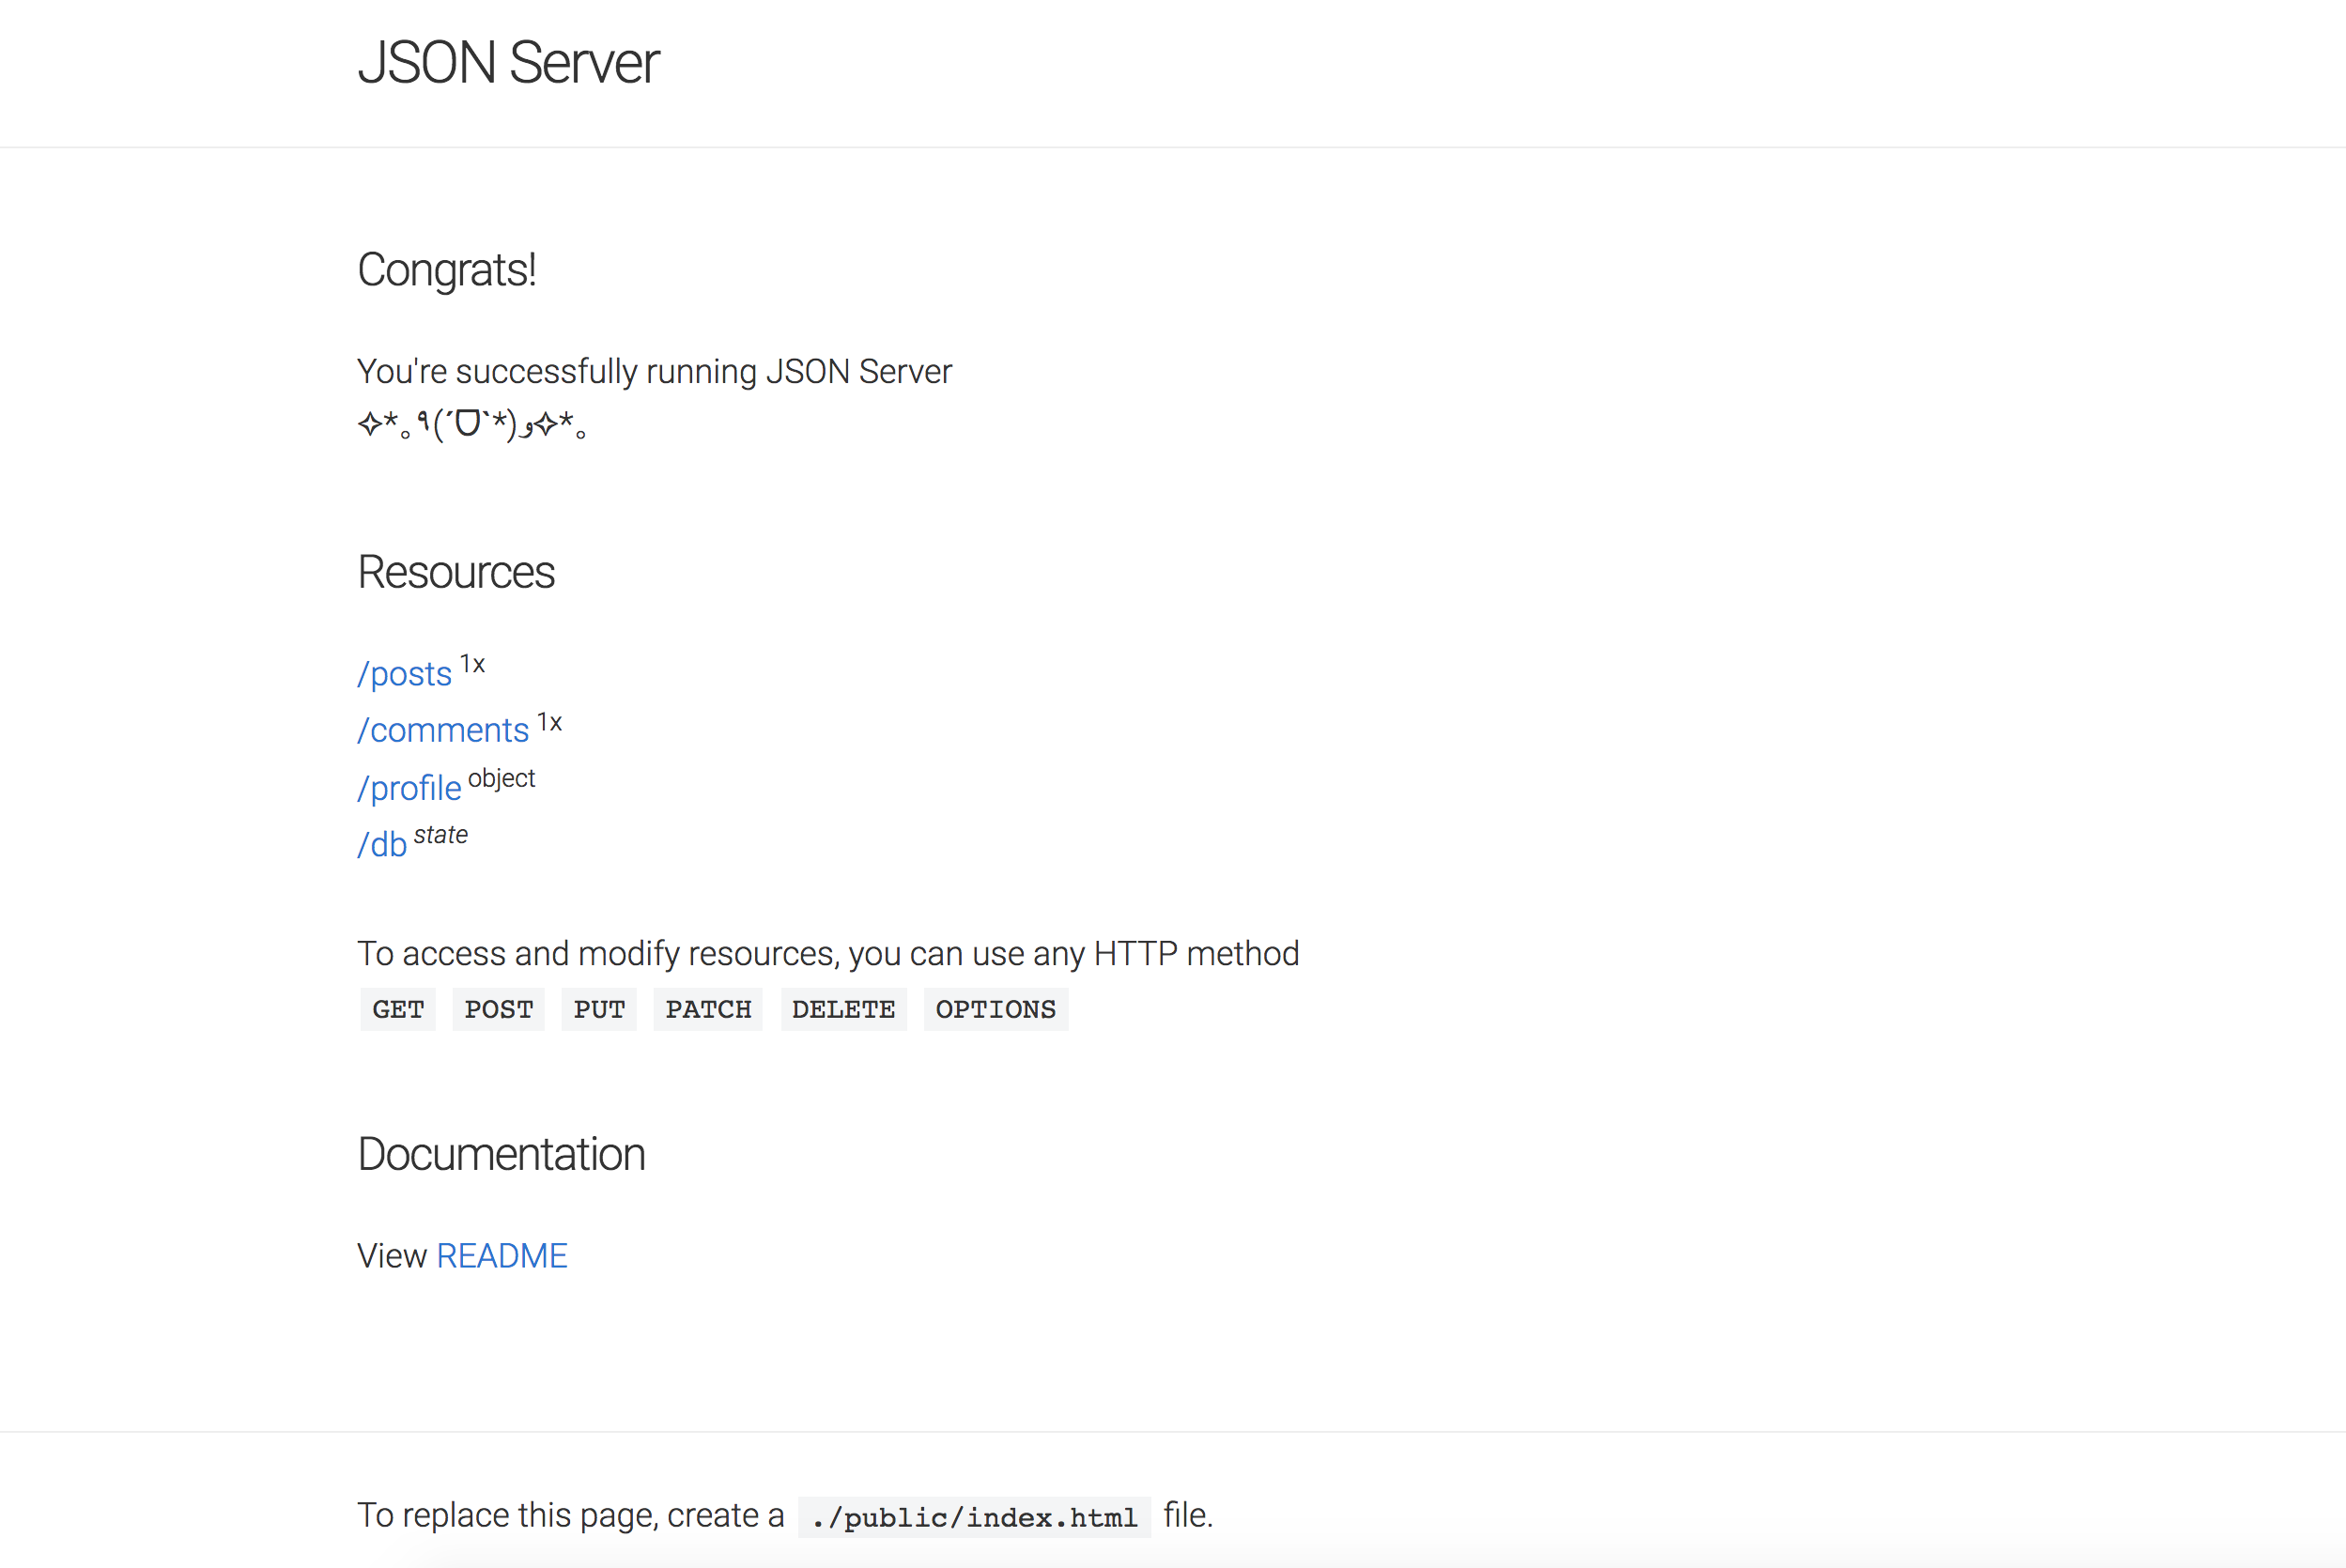 JSON Server
Congrats!
You're successfully running JSON Server
✧*｡٩(ˊᗜˋ*)و✧*｡
Resources
/posts 1x
/comments 1x
/profile object
/db state
To access and modify resources, you can use any HTTP method
GET POST PUT PATCH DELETE OPTIONS
Documentation
View README
To replace this page, create a ./public/index.html file.